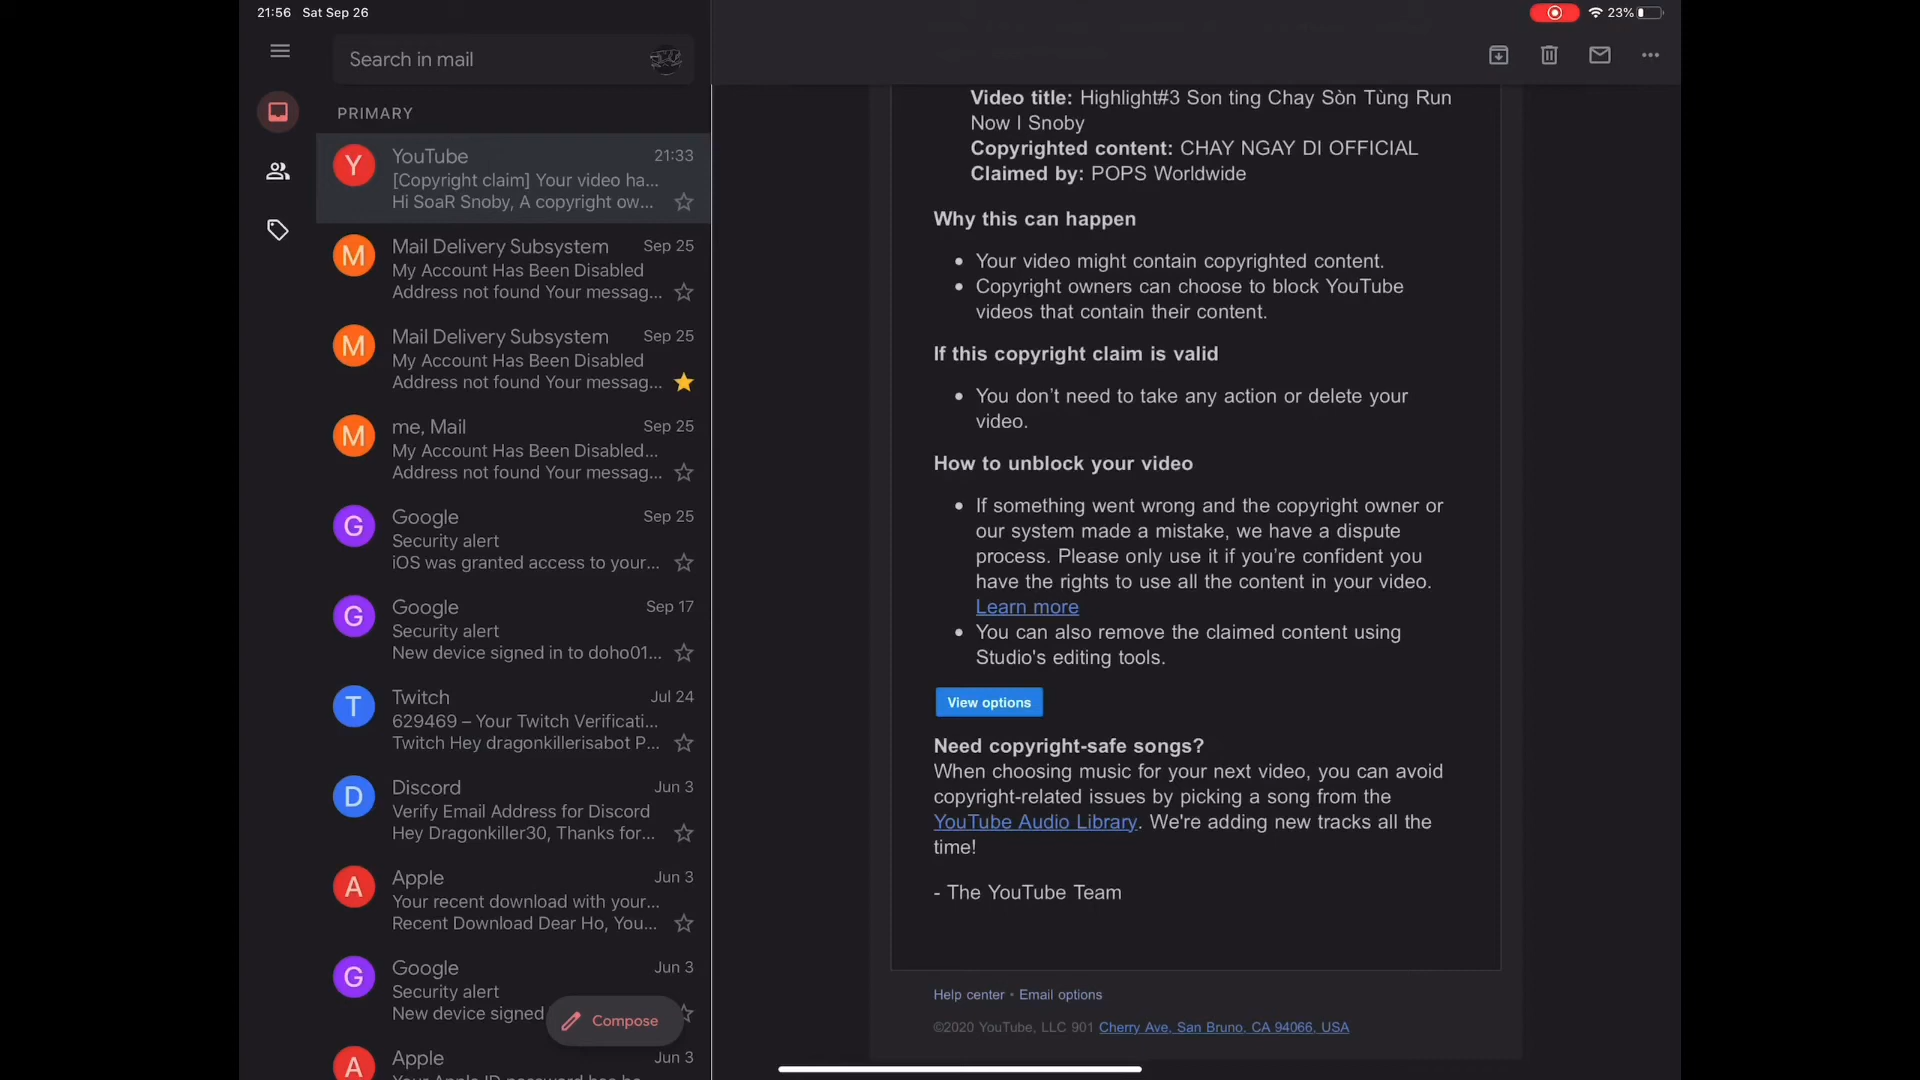 21:56 Sat Sep 26
23%
Search in mail
PRIMARY
Y
YouTube 21:33
[Copyright claim] Your video ha...
Hi SoaR Snoby, A copyright ow...
M
Mail Delivery Subsystem Sep 25
My Account Has Been Disabled
Address not found Your messag...
M
Mail Delivery Subsystem Sep 25
My Account Has Been Disabled
Address not found Your messag...
M
me, Mail Sep 25
My Account Has Been Disabled...
Address not found Your messag...
G
Google Sep 25
Security alert
iOS was granted access to your...
G
Google Sep 17
Security alert
New device signed in to doho01...
T
Twitch Jul 24
629469 – Your Twitch Verificati...
Twitch Hey dragonkillerisabot P...
D
Discord Jun 3
Verify Email Address for Discord
Hey Dragonkiller30, Thanks for...
A
Apple Jun 3
Your recent download with your...
Recent Download Dear Ho, You...
G
Google Jun 3
Security alert
New device signed
Compose
A
Apple Jun 3
Video title: Highlight#3 Son ting Chay Sòn Tùng Run
Now I Snoby
Copyrighted content: CHAY NGAY DI OFFICIAL
Claimed by: POPS Worldwide
Why this can happen
• Your video might contain copyrighted content.
• Copyright owners can choose to block YouTube
videos that contain their content.
If this copyright claim is valid
• You don't need to take any action or delete your
video.
How to unblock your video
• If something went wrong and the copyright owner or
our system made a mistake, we have a dispute
process. Please only use it if you're confident you
have the rights to use all the content in your video.
Learn more
• You can also remove the claimed content using
Studio's editing tools.
View options
Need copyright-safe songs?
When choosing music for your next video, you can avoid
copyright-related issues by picking a song from the
YouTube Audio Library. We're adding new tracks all the
time!
- The YouTube Team
Help center • Email options
©2020 YouTube, LLC 901 Cherry Ave, San Bruno, CA 94066, USA